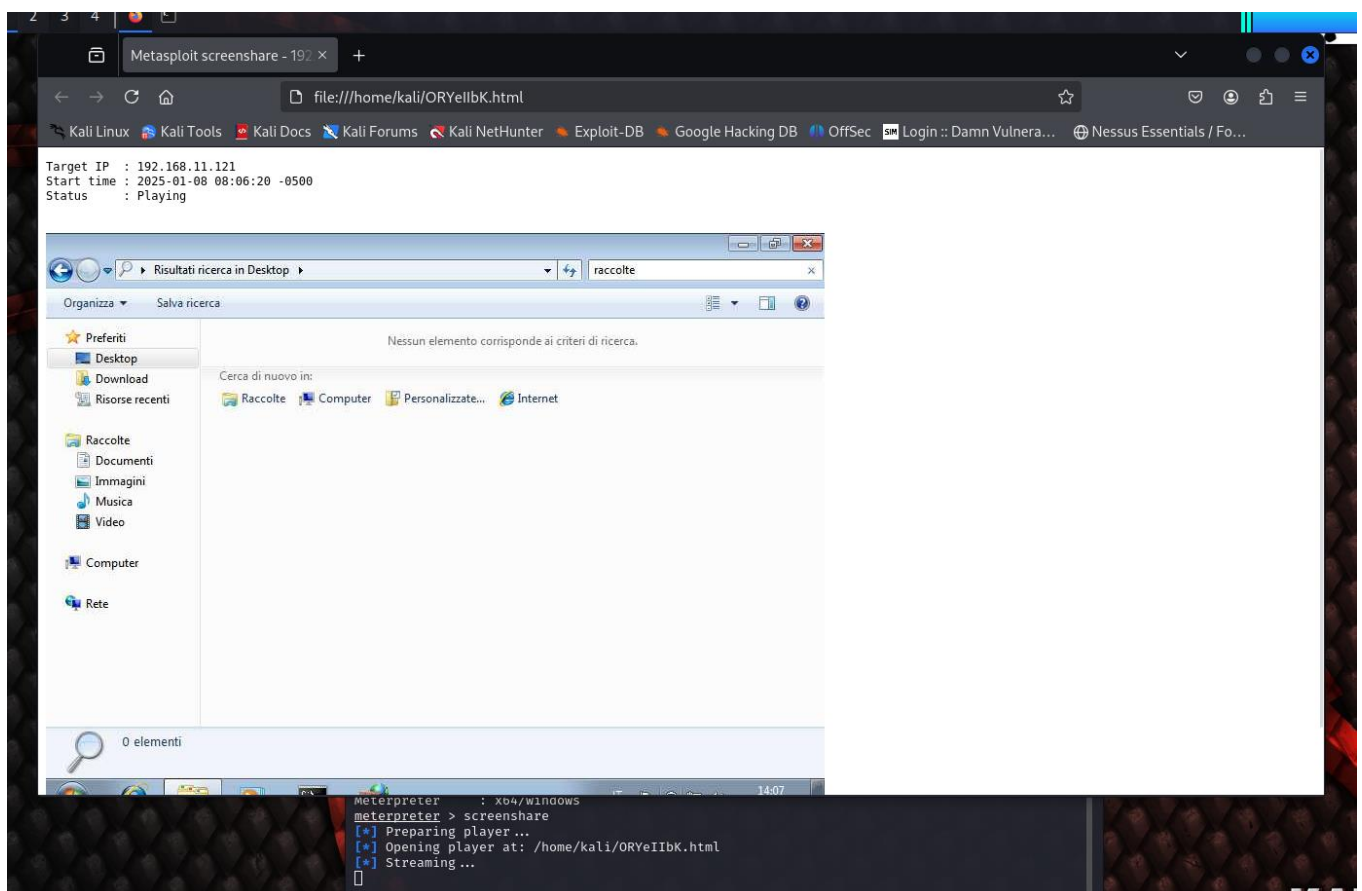 2 3 4
Metasploit screenshare - 192
file:///home/kali/ORYeIIbK.html
Kali Linux Kali Tools Kali Docs Kali Forums Kali NetHunter Exploit-DB Google Hacking DB OffSec Login :: Damn Vulnera... Nessus Essentials / Fo...
Target IP : 192.168.11.121
Start time : 2025-01-08 08:06:20 -0500
Status : Playing
Risultati ricerca in Desktop raccolte
Organizza Salva ricerca
Preferiti
Nessun elemento corrisponde ai criteri di ricerca.
Desktop
Download
Cerca di nuovo in:
Risorse recenti
Raccolte Computer Personalizzate... Internet
Raccolte
Documenti
Immagini
Musica
Video
Computer
Rete
0 elementi
14:07
Meterpreter : x64/windows
meterpreter > screenshare
[*] Preparing player...
[*] Opening player at: /home/kali/ORYeIIbK.html
[*] Streaming...